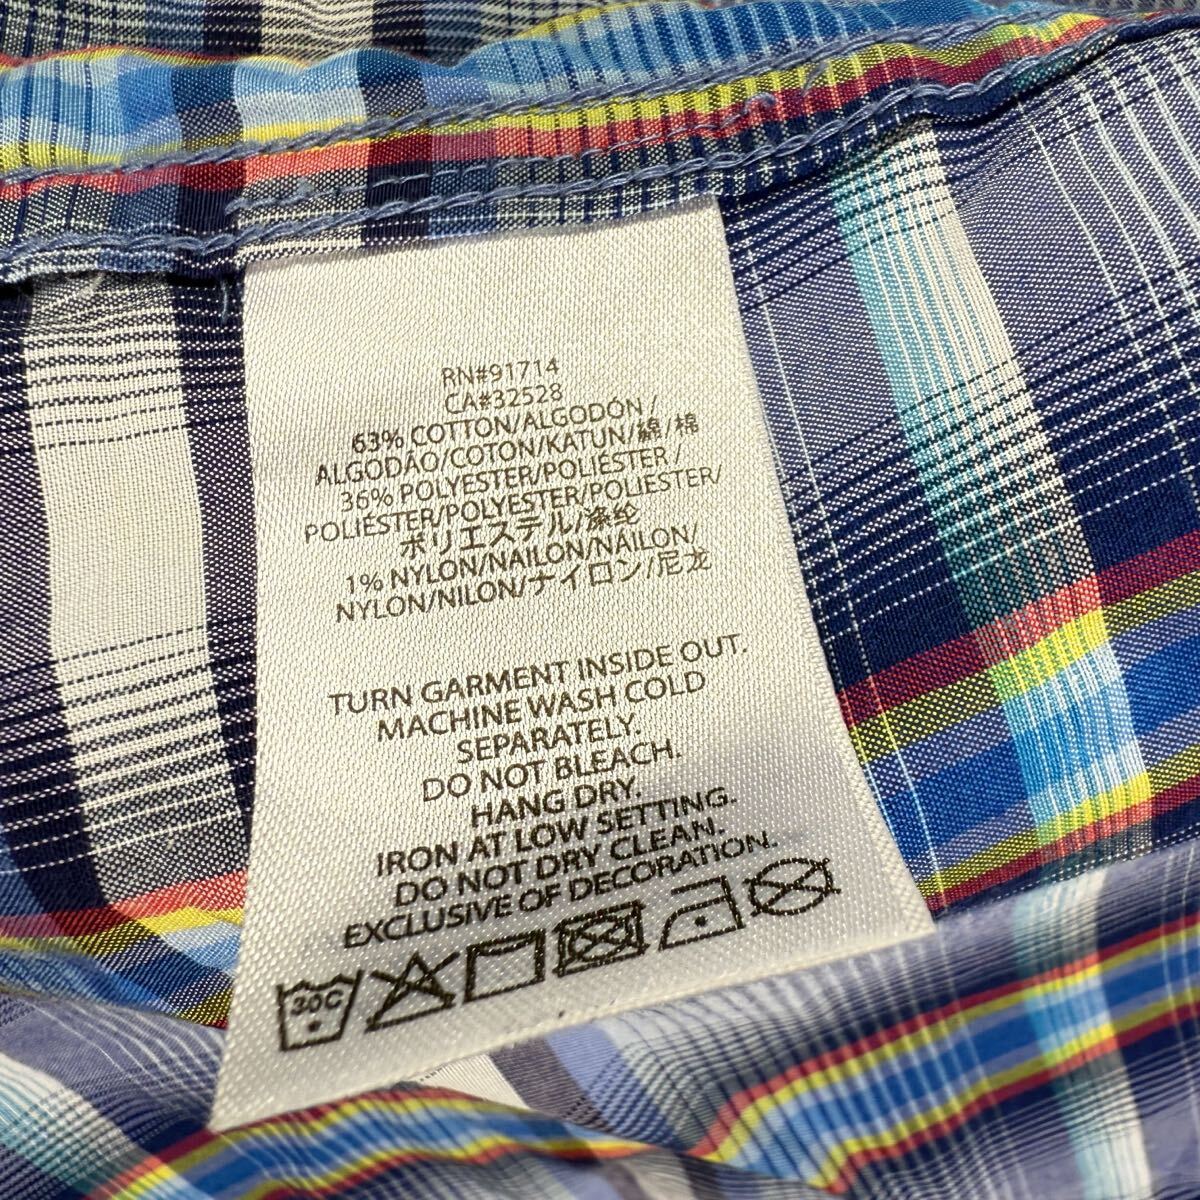 RN#91714
CA#32528
63% COTTON/ALGODÓN /
ALGODÃO/COTON/KATUN/綿/棉
36% POLYESTER/POLIÉSTER /
POLIÉSTER/POLYESTER/POLIESTER/
ポリエステル/涤纶
1% NYLON/NAILON/NAILON/
NYLON/NILON/ナイロン/尼龙
TURN GARMENT INSIDE OUT.
MACHINE WASH COLD
SEPARATELY.
DO NOT BLEACH.
HANG DRY.
IRON AT LOW SETTING.
DO NOT DRY CLEAN.
EXCLUSIVE OF DECORATION.
30C